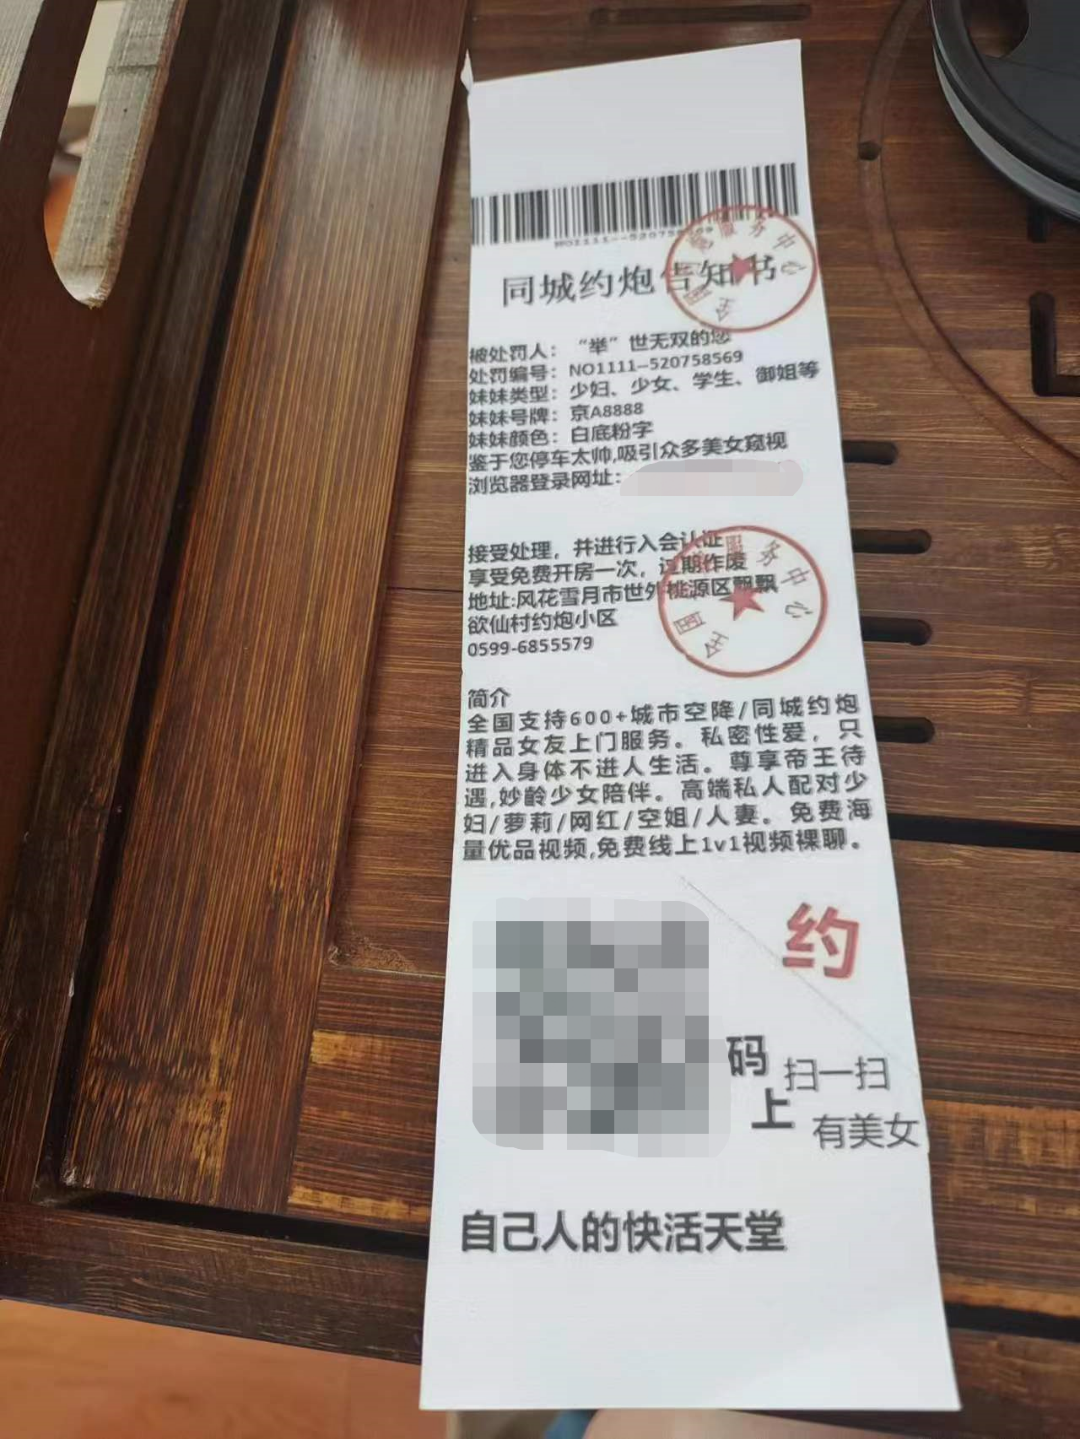 NO1111--520758569
同城约炮告知书
被处罚人：“举”世无双的您
处罚编号：NO1111--520758569
妹妹类型：少妇、少女、学生、御姐等
妹妹号牌：京A8888
妹妹颜色：白底粉字
鉴于您停车太帅,吸引众多美女窥视
浏览器登录网址：
接受处理，并进行入会认证
享受免费开房一次，过期作废
地址:风花雪月市世外桃源区飘飘
欲仙村约炮小区
0599-6855579
全国 服务中心
简介
全国支持600+城市空降/同城约炮
精品女友上门服务。私密性爱，只
进入身体不进人生活。尊享帝王待
遇,妙龄少女陪伴。高端私人配对少
妇/萝莉/网红/空姐/人妻。免费海
量优品视频,免费线上1v1视频裸聊。
约
码上
扫一扫
有美女
自己人的快活天堂